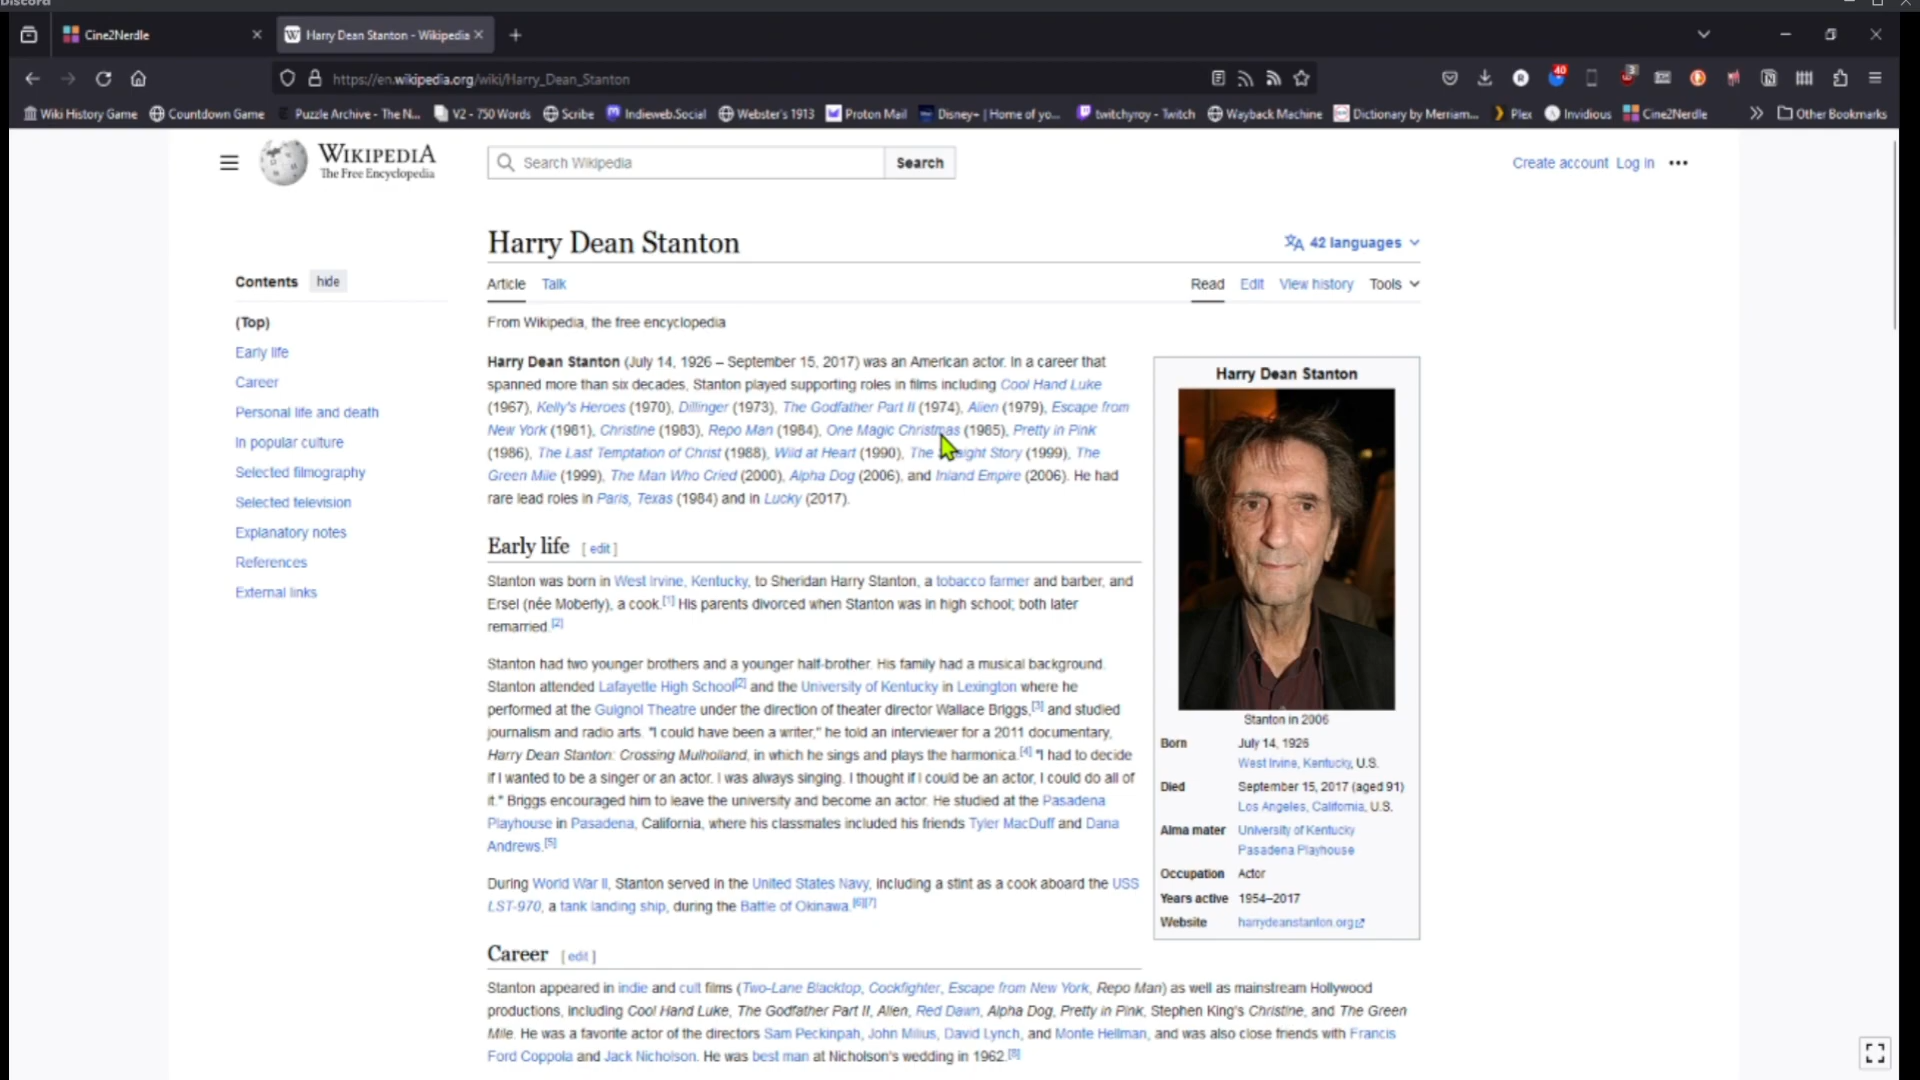 Discord
Cine2Nerdle
Harry Dean Stanton - Wikipedia
https://en.wikipedia.org/wiki/Harry_Dean_Stanton
40
3
Wiki History Game Countdown Game Puzzle Archive - The N... V2 - 750 Words Scribe Indieweb.Social Webster's 1913 Proton Mail Disney+ | Home of yo... twitchyroy - Twitch Wayback Machine Dictionary by Merriam... Plex Invidious Cine2Nerdle Other Bookmarks
WIKIPEDIA
The Free Encyclopedia
Search Wikipedia
Search
Create account Log in
Harry Dean Stanton
42 languages
Contents hide
Article Talk
Read Edit View history Tools
(Top)
Early life
Career
Personal life and death
In popular culture
Selected filmography
Selected television
Explanatory notes
References
External links
From Wikipedia, the free encyclopedia
Harry Dean Stanton (July 14, 1926 – September 15, 2017) was an American actor. In a career that
spanned more than six decades, Stanton played supporting roles in films including Cool Hand Luke
(1967), Kelly's Heroes (1970), Dillinger (1973), The Godfather Part II (1974), Alien (1979), Escape from
New York (1981), Christine (1983), Repo Man (1984), One Magic Christmas (1985), Pretty in Pink
(1986), The Last Temptation of Christ (1988), Wild at Heart (1990), The Straight Story (1999), The
Green Mile (1999), The Man Who Cried (2000), Alpha Dog (2006), and Inland Empire (2006). He had
rare lead roles in Paris, Texas (1984) and in Lucky (2017).
Early life [ edit ]
Stanton was born in West Irvine, Kentucky, to Sheridan Harry Stanton, a tobacco farmer and barber, and
Ersel (née Moberly), a cook.[1] His parents divorced when Stanton was in high school; both later
remarried.[2]
Stanton had two younger brothers and a younger half-brother. His family had a musical background.
Stanton attended Lafayette High School[2] and the University of Kentucky in Lexington where he
performed at the Guignol Theatre under the direction of theater director Wallace Briggs,[3] and studied
journalism and radio arts. "I could have been a writer," he told an interviewer for a 2011 documentary,
Harry Dean Stanton: Crossing Mulholland, in which he sings and plays the harmonica.[4] "I had to decide
if I wanted to be a singer or an actor. I was always singing. I thought if I could be an actor, I could do all of
it." Briggs encouraged him to leave the university and become an actor. He studied at the Pasadena
Playhouse in Pasadena, California, where his classmates included his friends Tyler MacDuff and Dana
Andrews.[5]
During World War II, Stanton served in the United States Navy, including a stint as a cook aboard the USS
LST-970, a tank landing ship, during the Battle of Okinawa.[6][7]
Harry Dean Stanton
Stanton in 2006
Born July 14, 1926
West Irvine, Kentucky, U.S.
Died September 15, 2017 (aged 91)
Los Angeles, California, U.S.
Alma mater University of Kentucky
Pasadena Playhouse
Occupation Actor
Years active 1954–2017
Website harrydeanstanton.org
Career [ edit ]
Stanton appeared in indie and cult films (Two-Lane Blacktop, Cockfighter, Escape from New York, Repo Man) as well as mainstream Hollywood
productions, including Cool Hand Luke, The Godfather Part II, Alien, Red Dawn, Alpha Dog, Pretty in Pink, Stephen King's Christine, and The Green
Mile. He was a favorite actor of the directors Sam Peckinpah, John Milius, David Lynch, and Monte Hellman, and was also close friends with Francis
Ford Coppola and Jack Nicholson. He was best man at Nicholson's wedding in 1962.[8]